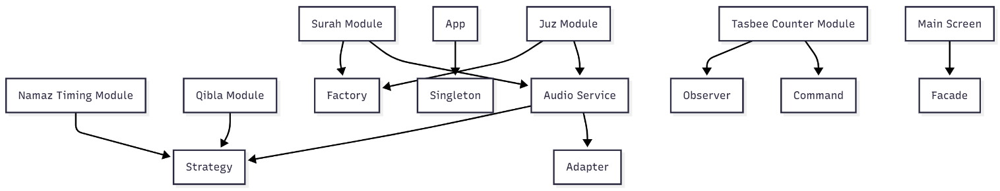 Surah Module
App
Juz Module
Tasbee Counter Module
Main Screen
Namaz Timing Module
Qibla Module
Factory
Singleton
Audio Service
Observer
Command
Facade
Strategy
Adapter